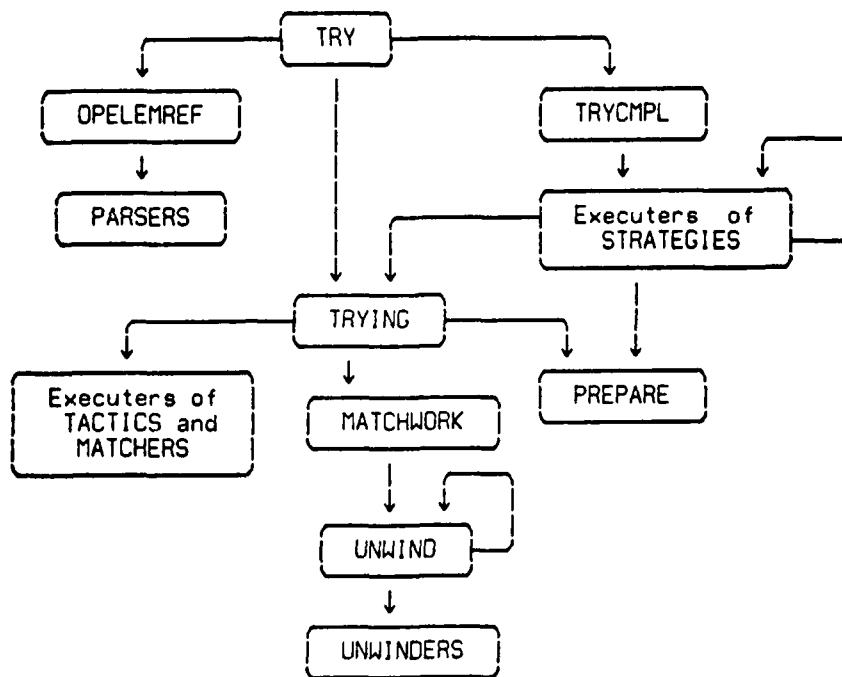 TRY
OPELEMREF
TRYCMPL
PARSERS
Executers of
STRATEGIES
TRYING
Executers of
TACTICS and
MATCHERS
MATCHWORK
PREPARE
UNWIND
UNWINDERS